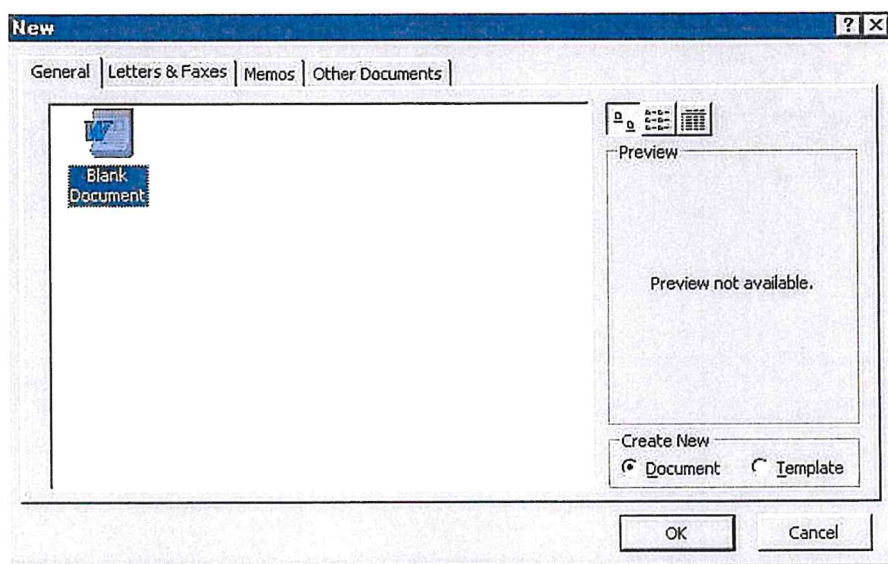 New
General Letters & Faxes Memos Other Documents
Blank
Document
Preview
Preview not available.
Create New
Document Template
OK Cancel